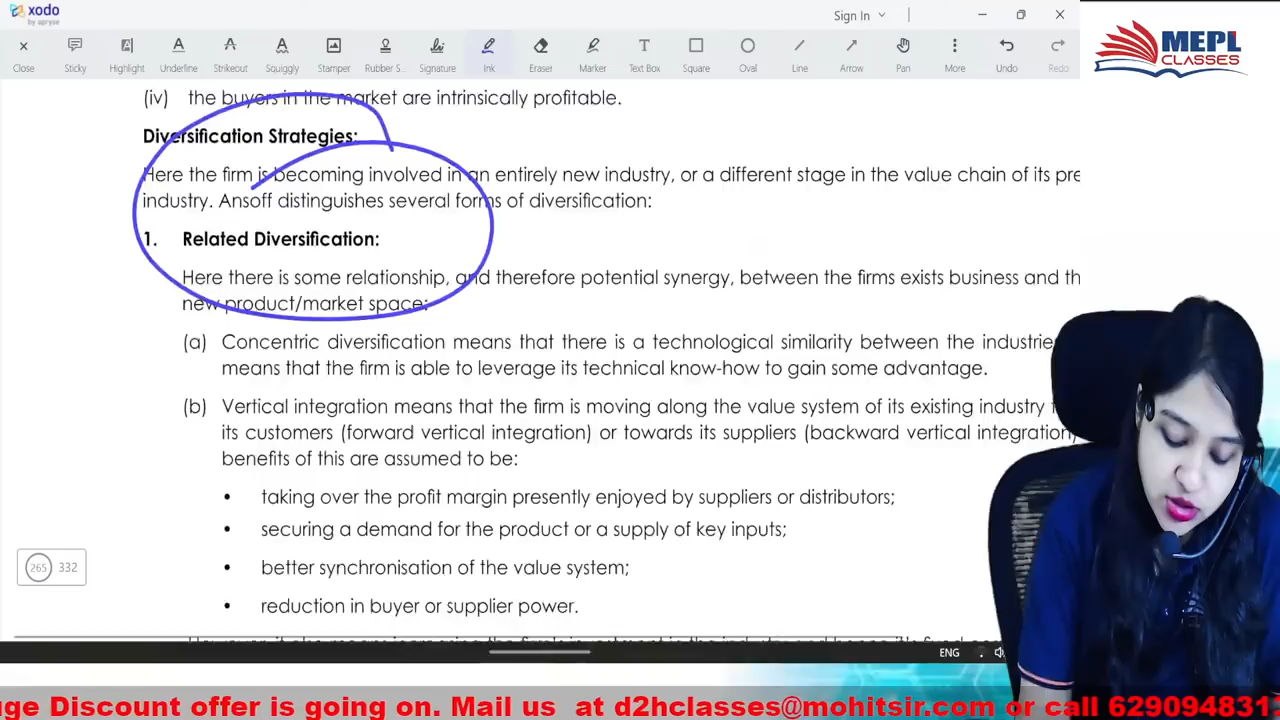 xodo
by apryse
Sign In
Close
Sticky
Highlight
Underline
Strikeout
Squiggly
Stamper
Rubber
Signature
Eraser
Marker
Text Box
Square
Oval
Line
Arrow
Pan
More
Undo
Redo
MEPL
CLASSES
(iv) the buyers in the market are intrinsically profitable.
Diversification Strategies:
Here the firm is becoming involved in an entirely new industry, or a different stage in the value chain of its pre
industry. Ansoff distinguishes several forms of diversification:
1. Related Diversification:
Here there is some relationship, and therefore potential synergy, between the firms exists business and th
new product/market space:
(a) Concentric diversification means that there is a technological similarity between the industries
means that the firm is able to leverage its technical know-how to gain some advantage.
(b) Vertical integration means that the firm is moving along the value system of its existing industry
its customers (forward vertical integration) or towards its suppliers (backward vertical integration)
benefits of this are assumed to be:
• taking over the profit margin presently enjoyed by suppliers or distributors;
• securing a demand for the product or a supply of key inputs;
• better synchronisation of the value system;
• reduction in buyer or supplier power.
265 332
ENG
uge Discount offer is going on. Mail us at d2hclasses@mohitsir.com or call 629094831